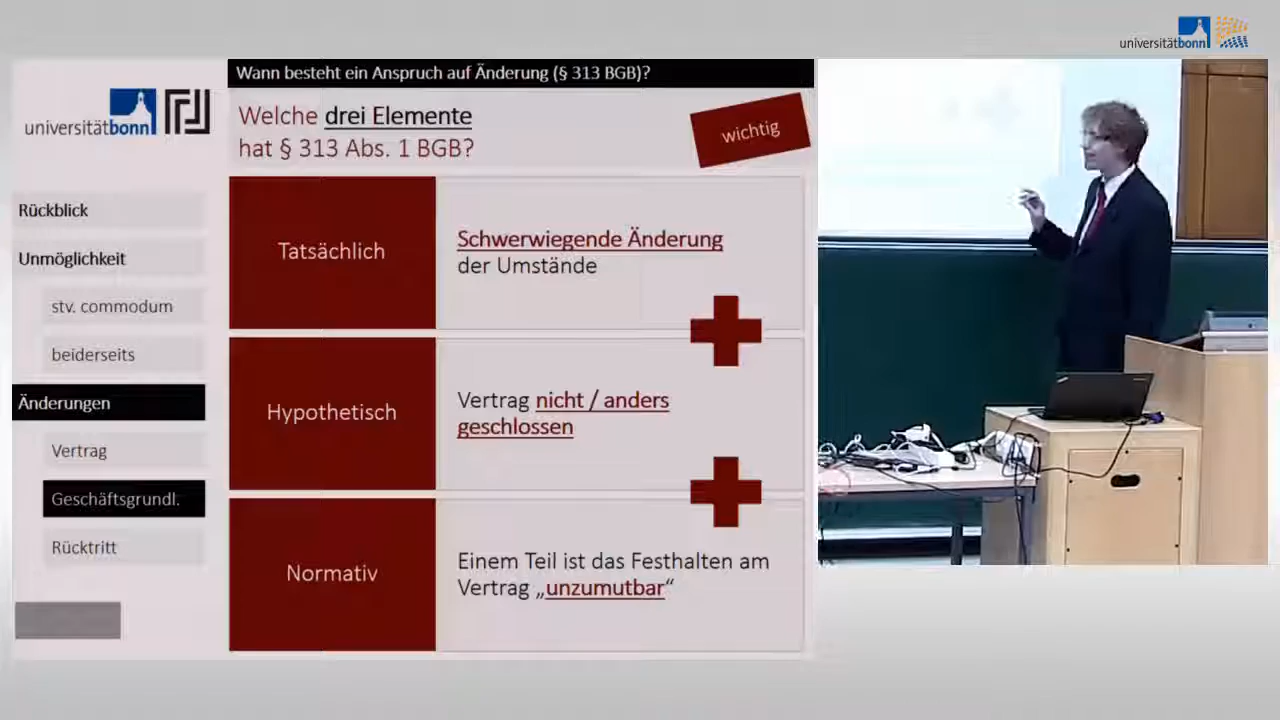 universitätbonn
Wann besteht ein Anspruch auf Änderung (§ 313 BGB)?
universitätbonn
Welche drei Elemente
hat § 313 Abs. 1 BGB?
wichtig
Rückblick
Unmöglichkeit
stv. commodum
beiderseits
Änderungen
Vertrag
Geschäftsgrundl.
Rücktritt
Tatsächlich
Schwerwiegende Änderung
der Umstände
Hypothetisch
Vertrag nicht / anders
geschlossen
Normativ
Einem Teil ist das Festhalten am
Vertrag „unzumutbar“